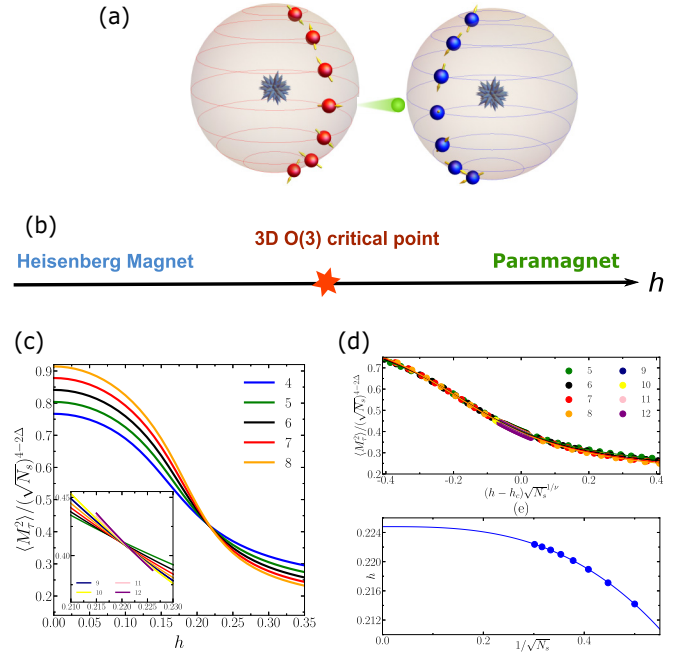 (a)
(b)
3D O(3) critical point
Heisenberg Magnet
Paramagnet
h
(c)
⟨M²_τ⟩/(√N_s)^{4−2Δ}
0.9
0.8
0.7
0.6
0.5
0.4
0.3
0.2
0.00 0.05 0.10 0.15 0.20 0.25 0.30 0.35
h
4
5
6
7
8
0.45
0.40
0.210 0.215 0.220 0.225 0.230
9 11
10 12
(d)
⟨M²_τ⟩/(√N_s)^{4−2Δ}
0.7
0.6
0.5
0.4
0.3
0.2
-0.4 -0.2 0.0 0.2 0.4
(h − h_c)√N_s^{1/ν}
5 9
6 10
7 11
8 12
(e)
h
0.224
0.220
0.216
0.212
0.0 0.2 0.4
1/√N_s